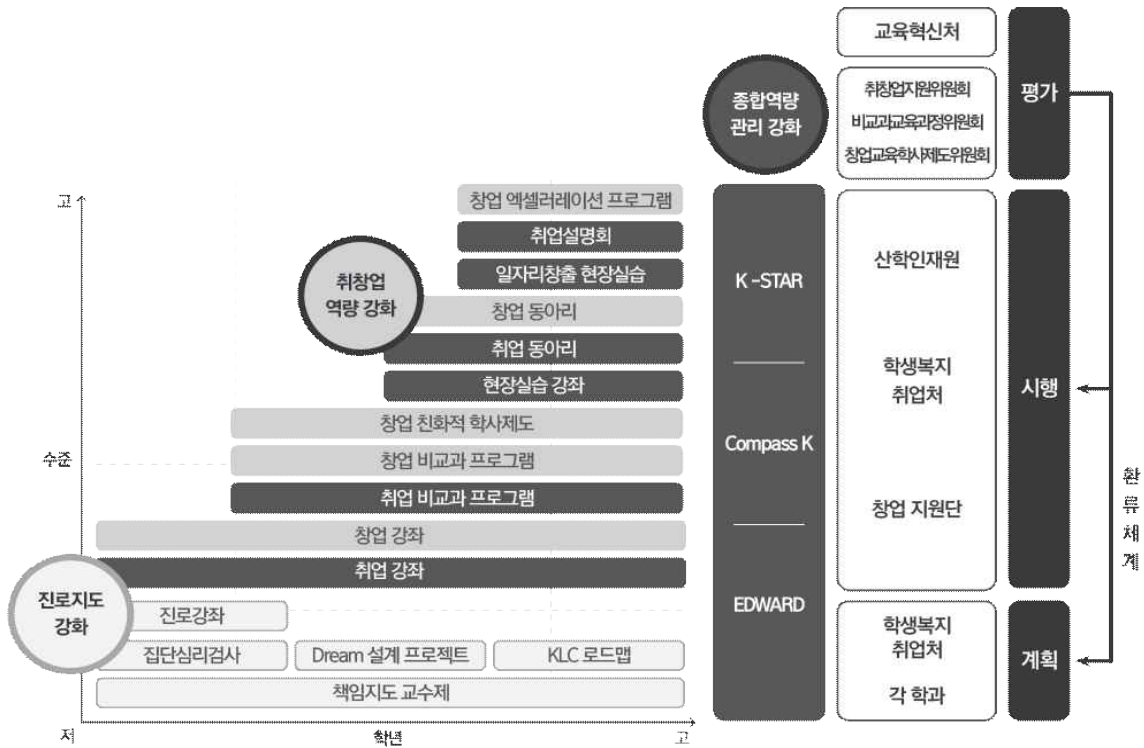 교육혁신처
취창업지원위원회
비교과교육과정위원회
창업교육학사제도위원회
평가
종합역량
관리 강화
고
창업 엑셀러레이션 프로그램
취업설명회
일자리창출 현장실습
창업 동아리
취업 동아리
현장실습 강좌
취창업
역량 강화
창업 친화적 학사제도
창업 비교과 프로그램
취업 비교과 프로그램
수준
창업 강좌
취업 강좌
진로지도
강화
진로강좌
집단심리검사
Dream 설계 프로젝트
KLC 로드맵
책임지도 교수제
저
학년
고
K-STAR
Compass K
EDWARD
산학인재원
학생복지
취업처
창업 지원단
시행
학생복지
취업처
각 학과
계획
환
류
체
계